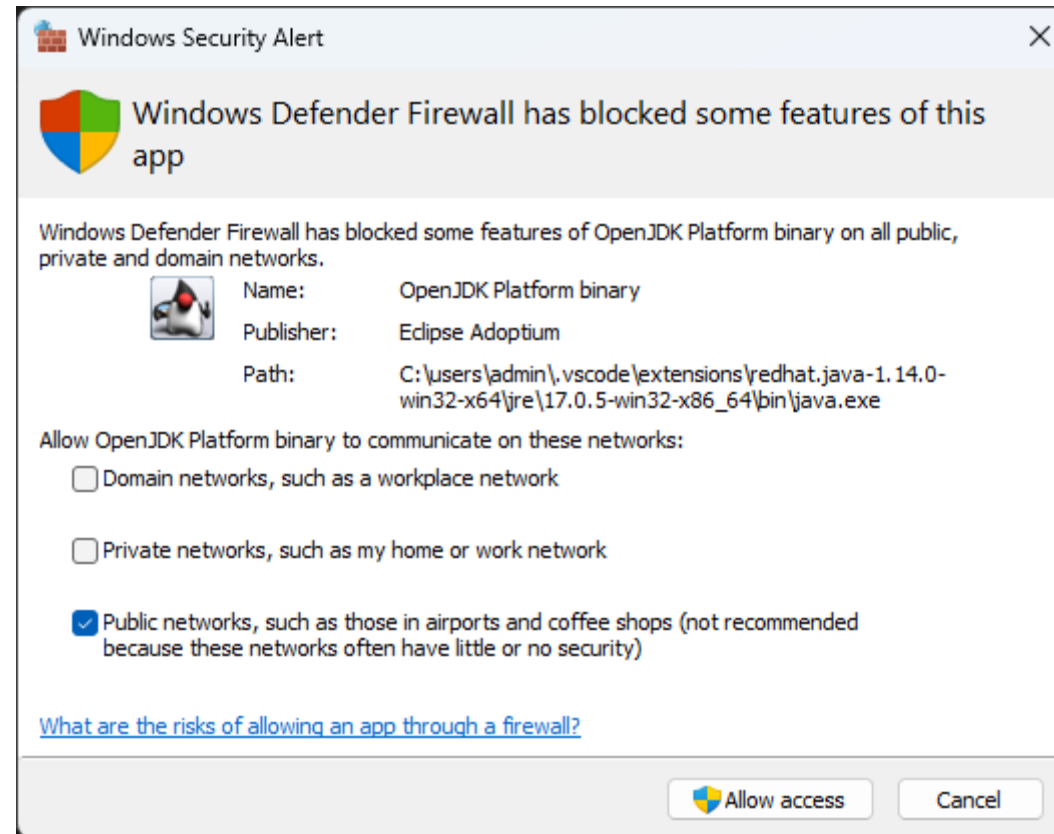 Windows Security Alert
Windows Defender Firewall has blocked some features of this
app
Windows Defender Firewall has blocked some features of OpenJDK Platform binary on all public,
private and domain networks.
Name: OpenJDK Platform binary
Publisher: Eclipse Adoptium
Path: C:\users\admin\.vscode\extensions\redhat.java-1.14.0-
win32-x64\jre\17.0.5-win32-x86_64\bin\java.exe
Allow OpenJDK Platform binary to communicate on these networks:
Domain networks, such as a workplace network
Private networks, such as my home or work network
Public networks, such as those in airports and coffee shops (not recommended
because these networks often have little or no security)
What are the risks of allowing an app through a firewall?
Allow access Cancel